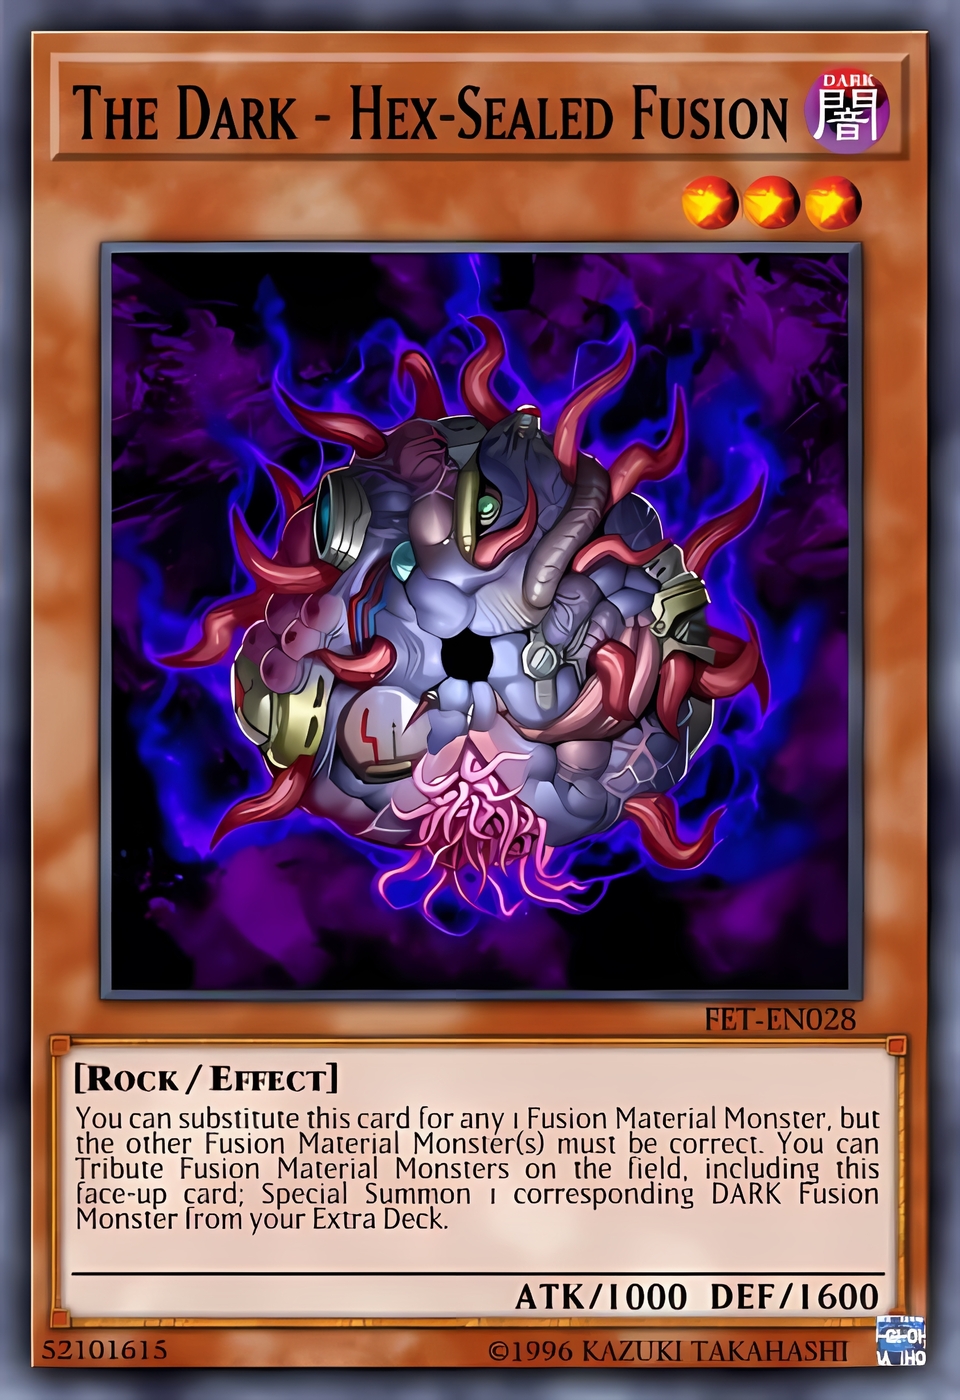 THE DARK - HEX-SEALED FUSION
DARK
闇
FET-EN028
[ROCK / EFFECT]
You can substitute this card for any 1 Fusion Material Monster, but
the other Fusion Material Monster(s) must be correct. You can
Tribute Fusion Material Monsters on the field, including this
face-up card; Special Summon 1 corresponding DARK Fusion
Monster from your Extra Deck.
ATK/1000 DEF/1600
52101615
©1996 KAZUKI TAKAHASHI